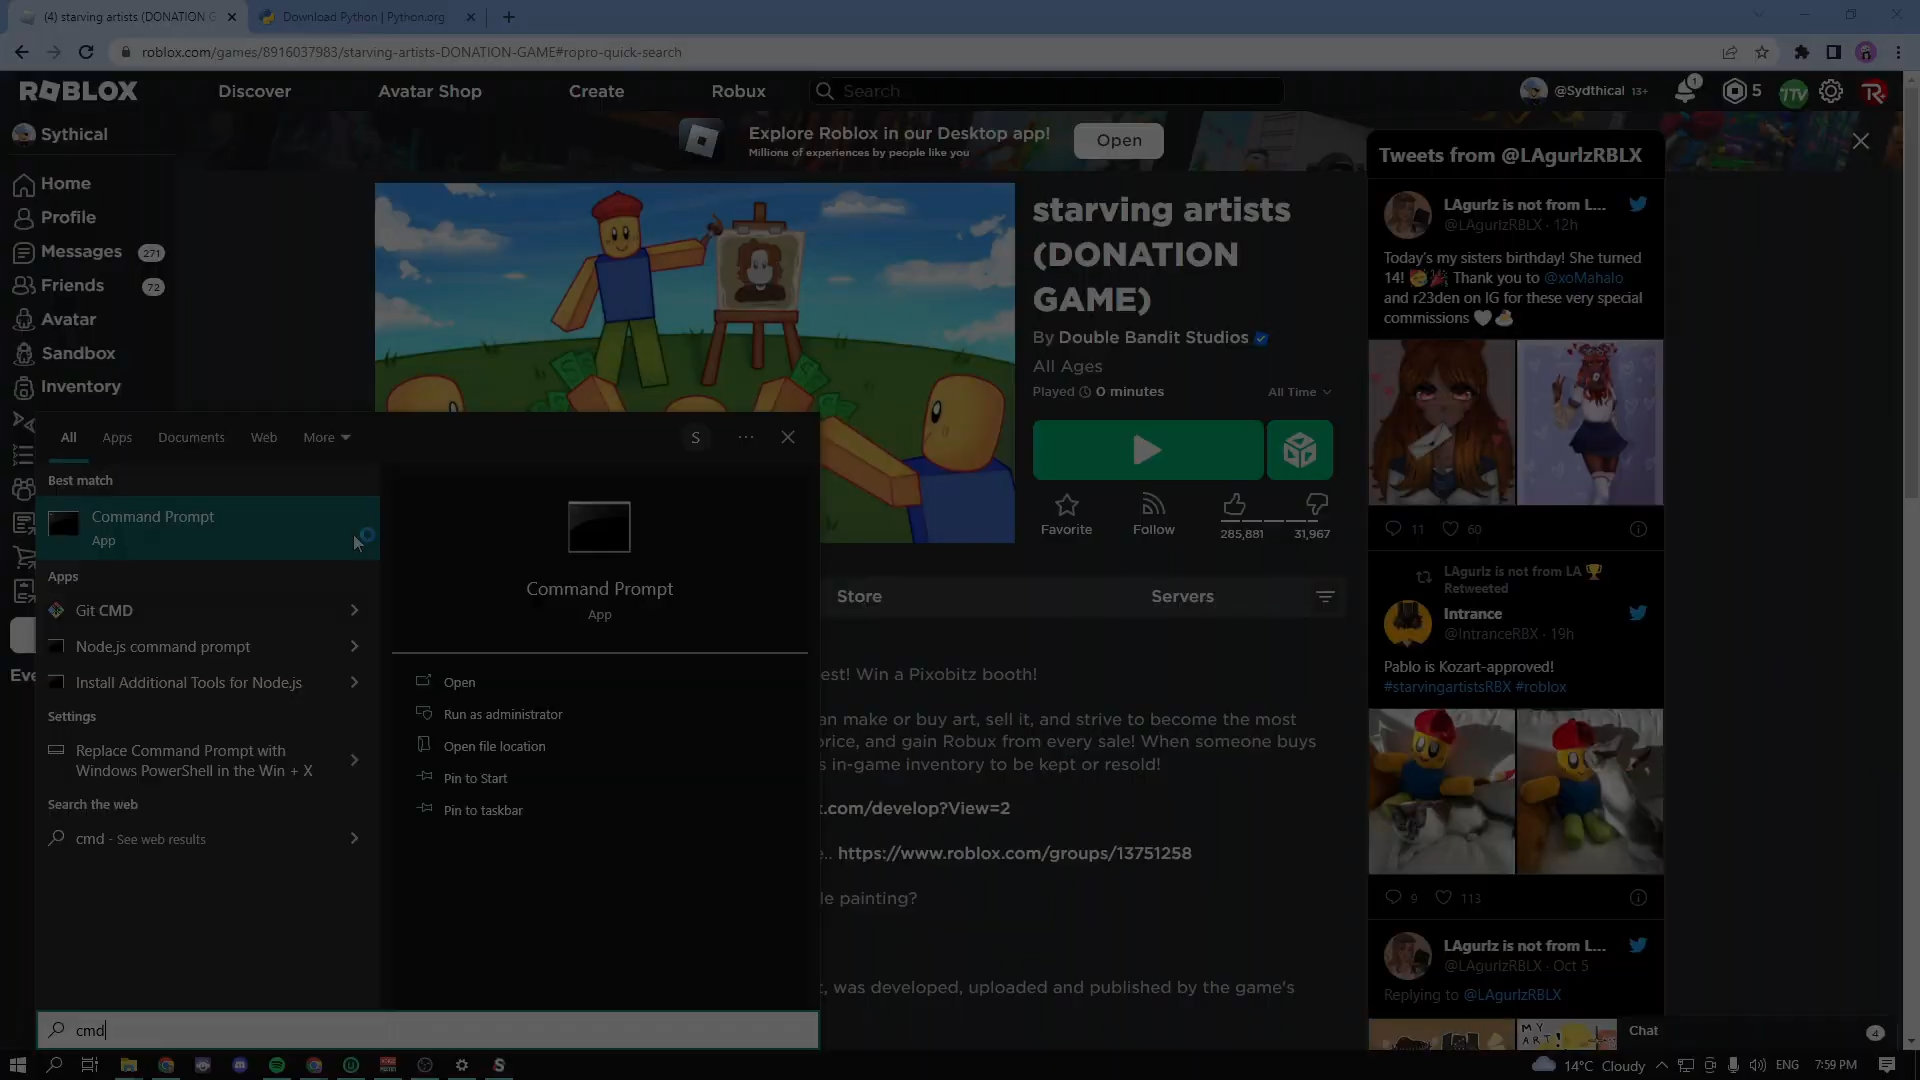 (4) starving artists (DONATION G
Download Python | Python.org
roblox.com/games/8916037983/starving-artists-DONATION-GAME#ropro-quick-search
ROBLOX
Discover
Avatar Shop
Create
Robux
Search
@Sydthical 13+
1
5
7TV
Sythical
Explore Roblox in our Desktop app!
Millions of experiences by people like you
Open
Home
Profile
Messages 271
Friends 72
Avatar
Sandbox
Inventory
starving artists
(DONATION
GAME)
By Double Bandit Studios
All Ages
Played 0 minutes
All Time
Favorite
Follow
285,881
31,967
Store
Servers
est! Win a Pixobitz booth!
an make or buy art, sell it, and strive to become the most
price, and gain Robux from every sale! When someone buys
s in-game inventory to be kept or resold!
x.com/develop?View=2
.. https://www.roblox.com/groups/13751258
le painting?
t, was developed, uploaded and published by the game's
Tweets from @LAgurlzRBLX
LAgurlz is not from L...
@LAgurlzRBLX · 12h
Today's my sisters birthday! She turned
14! 🥳🎉 Thank you to @xoMahalo
and r23den on IG for these very special
commissions 🤍🍰
11
60
LAgurlz is not from LA 🏆
Retweeted
Intrance
@IntranceRBX · 19h
Pablo is Kozart-approved!
#starvingartistsRBX #roblox
9
113
LAgurlz is not from L...
@LAgurlzRBLX · Oct 5
Replying to @LAgurlzRBLX
MY
ART!
Chat
4
All
Apps
Documents
Web
More
S
Best match
Command Prompt
App
Apps
Git CMD
Node.js command prompt
Install Additional Tools for Node.js
Settings
Replace Command Prompt with
Windows PowerShell in the Win + X
Search the web
cmd - See web results
Command Prompt
App
Open
Run as administrator
Open file location
Pin to Start
Pin to taskbar
cmd
Eve
14°C Cloudy
ENG
7:59 PM